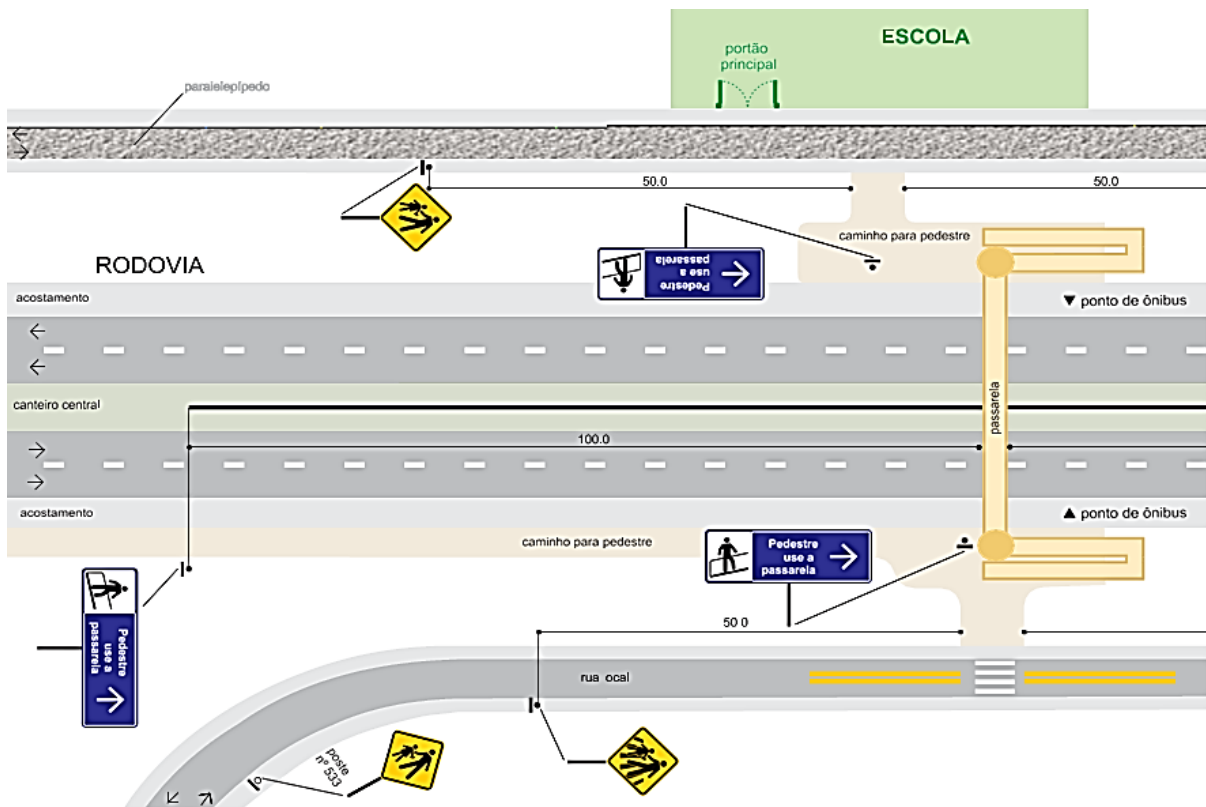 ESCOLA
portão
principal
paralelepípedo
50.0
50.0
caminho para pedestre
Pedestre
use a
passarela
RODOVIA
acostamento
▼ ponto de ônibus
canteiro central
passarela
100.0
acostamento
▲ ponto de ônibus
caminho para pedestre
Pedestre
use a
passarela
Pedestre
use a
passarela
50.0
rua ocal
poste
nº 533